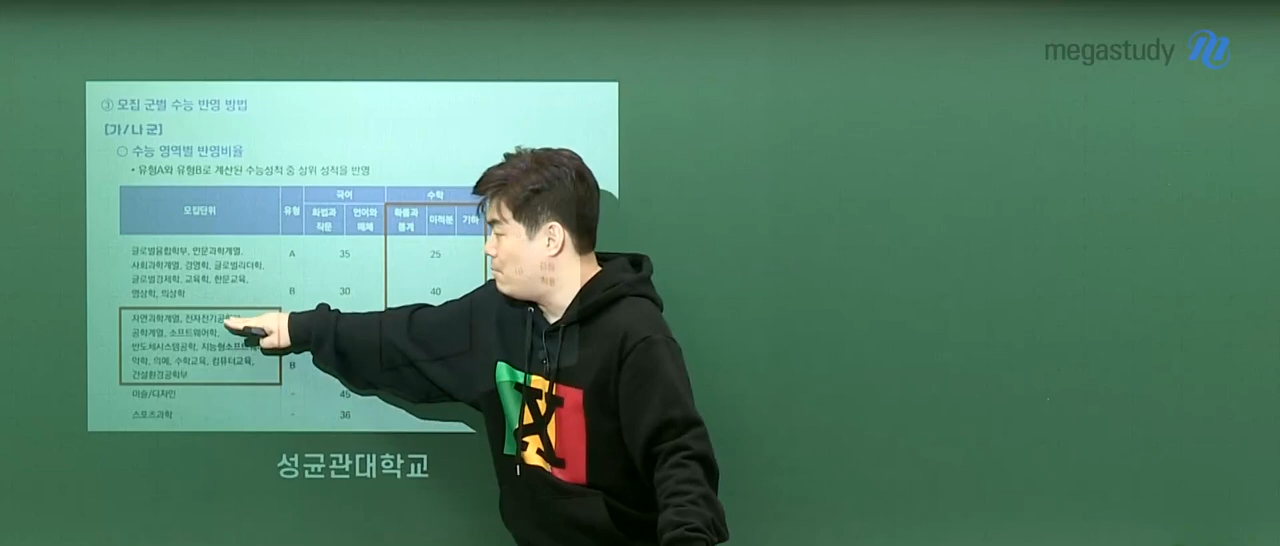 megastudy
③ 모집 군별 수능 반영 방법
[가/나 군]
○ 수능 영역별 반영비율
• 유형A와 유형B로 계산된 수능성적 중 상위 성적을 반영
모집단위 유형 국어 수학
화법과 작문 언어와 매체 확률과 통계 미적분 기하
글로벌융합학부, 인문과학계열,
사회과학계열, 경영학, 글로벌리더학,
글로벌경제학, 교육학, 한문교육,
영상학, 의상학
A 35 25
B 30 40
자연과학계열, 전자전기공학부
공학계열, 소프트웨어학,
반도체시스템공학, 지능형소프트
약학, 의예, 수학교육, 컴퓨터교육,
건설환경공학부
B
미술/디자인 - 45
스포츠과학 - 36
성균관대학교